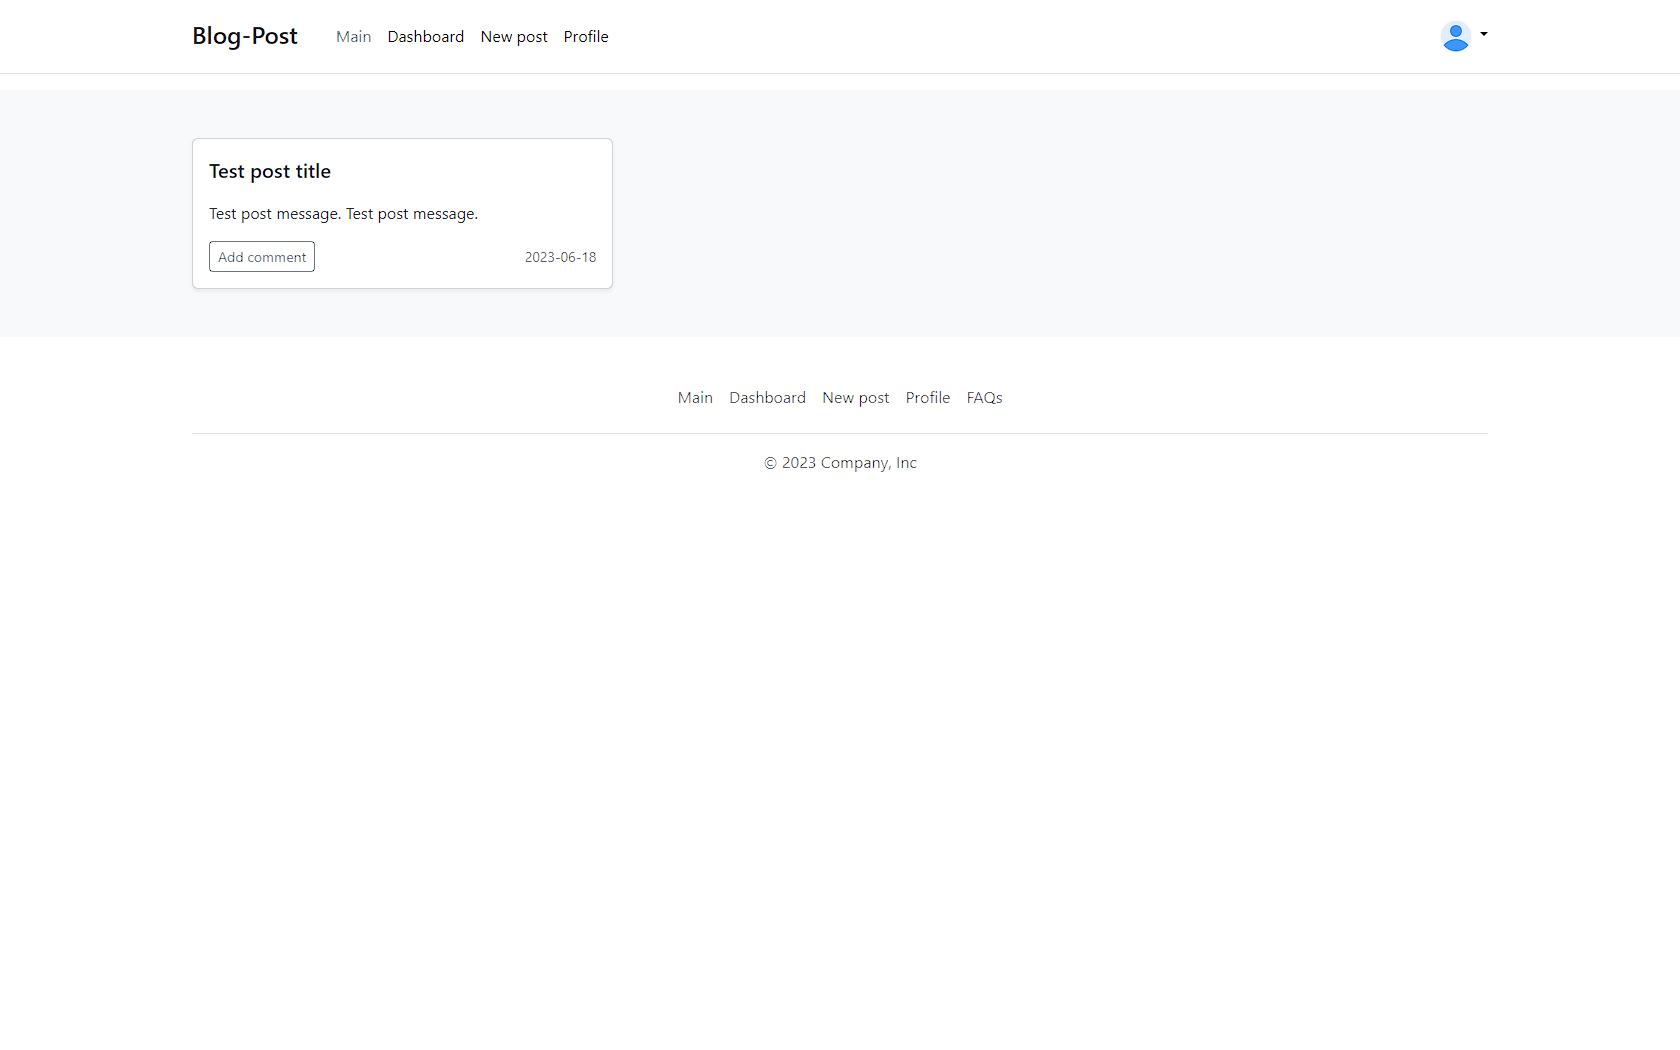 Blog-Post Main Dashboard New post Profile
Test post title
Test post message. Test post message.
Add comment 2023-06-18
Main Dashboard New post Profile FAQs
© 2023 Company, Inc